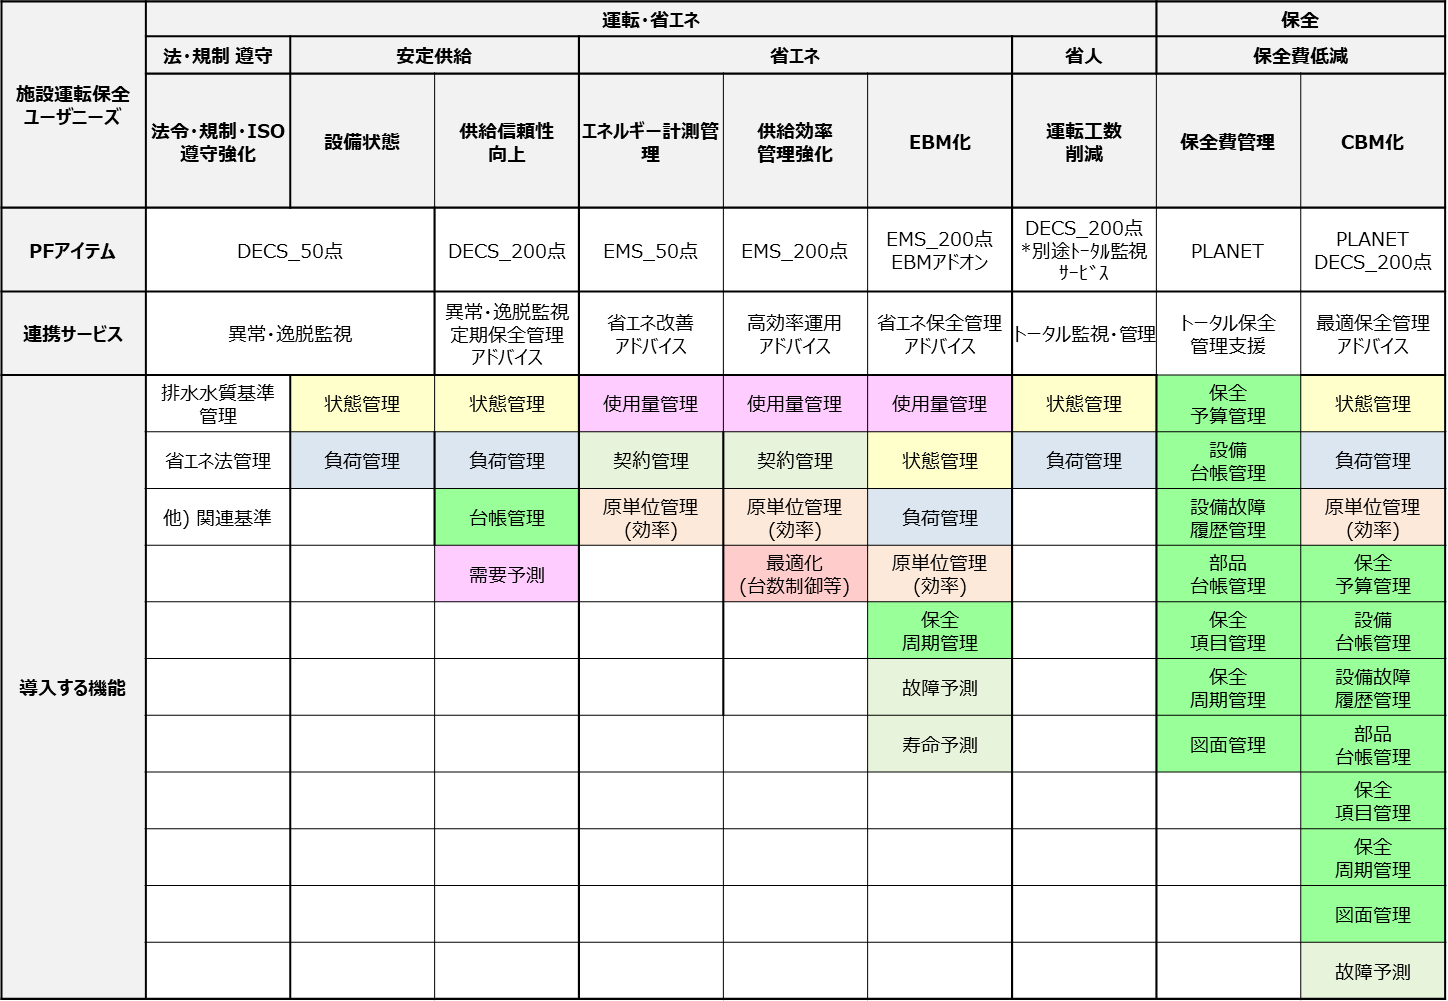 施設運転保全
ユーザニーズ
運転・省エネ
保全
法・規制 遵守
安定供給
省エネ
省人
保全費低減
法令・規制・ISO
遵守強化
設備状態
供給信頼性
向上
エネルギー計測管
理
供給効率
管理強化
EBM化
運転工数
削減
保全費管理
CBM化
PFアイテム
DECS_50点
DECS_200点
EMS_50点
EMS_200点
EMS_200点
EBMアドオン
DECS_200点
*別途ﾄｰﾀﾙ監視
ｻｰﾋﾞｽ
PLANET
PLANET
DECS_200点
連携サービス
異常・逸脱監視
異常・逸脱監視
定期保全管理
アドバイス
省エネ改善
アドバイス
高効率運用
アドバイス
省エネ保全管理
アドバイス
トータル監視・管理
トータル保全
管理支援
最適保全管理
アドバイス
導入する機能
排水水質基準
管理
状態管理
状態管理
使用量管理
使用量管理
使用量管理
状態管理
保全
予算管理
状態管理
省エネ法管理
負荷管理
負荷管理
契約管理
契約管理
状態管理
負荷管理
設備
台帳管理
負荷管理
他) 関連基準
台帳管理
原単位管理
(効率)
原単位管理
(効率)
負荷管理
設備故障
履歴管理
原単位管理
(効率)
需要予測
最適化
(台数制御等)
原単位管理
(効率)
部品
台帳管理
保全
予算管理
保全
周期管理
保全
項目管理
設備
台帳管理
故障予測
保全
周期管理
設備故障
履歴管理
寿命予測
図面管理
部品
台帳管理
保全
項目管理
保全
周期管理
図面管理
故障予測